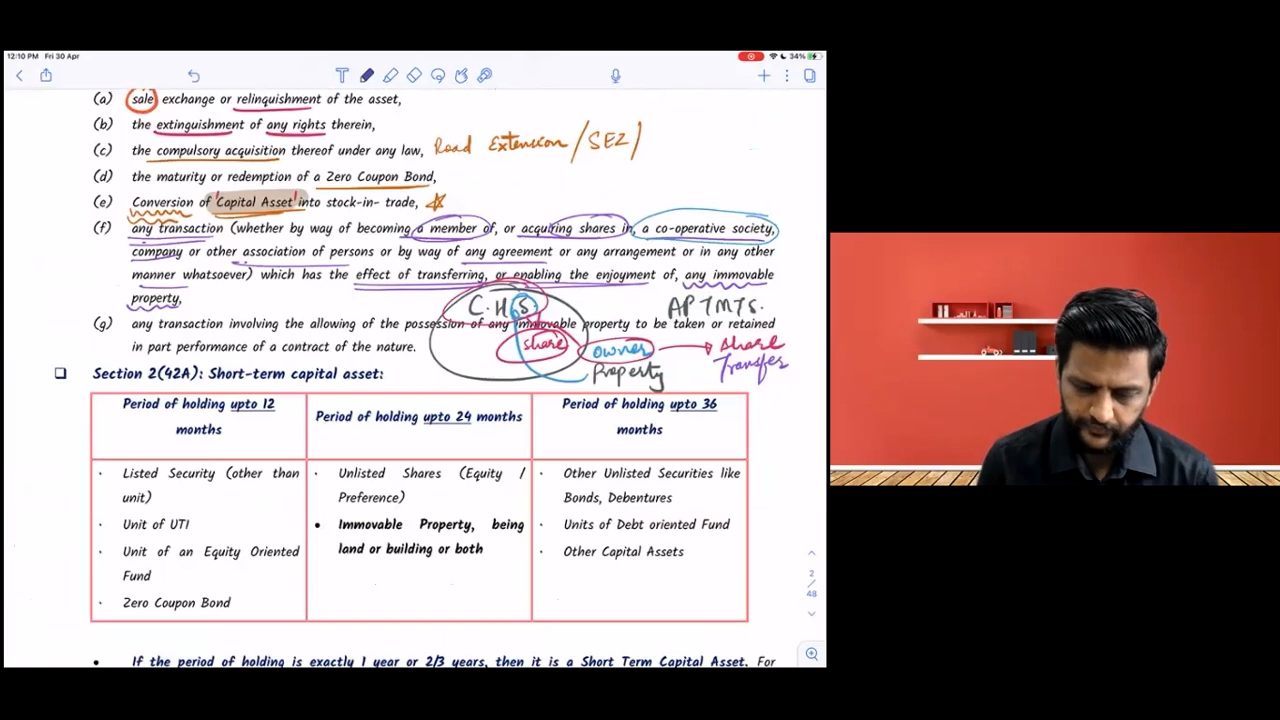 12:10 PM Fri 30 Apr
34%
(a) sale exchange or relinquishment of the asset,
(b) the extinguishment of any rights therein,
(c) the compulsory acquisition thereof under any law, Road Extension/SEZ/
(d) the maturity or redemption of a Zero Coupon Bond,
(e) Conversion of 'Capital Asset' into stock-in- trade,
(f) any transaction (whether by way of becoming a member of, or acquiring shares in, a co-operative society,
company or other association of persons or by way of any agreement or any arrangement or in any other
manner whatsoever) which has the effect of transferring, or enabling the enjoyment of, any immovable
property,
C.H.S. APTMTS.
(g) any transaction involving the allowing of the possession of any immovable property to be taken or retained
in part performance of a contract of the nature.
share owner share
Property Transfer
Section 2(42A): Short-term capital asset:
Period of holding upto 12
months
Period of holding upto 24 months
Period of holding upto 36
months
· Listed Security (other than
unit)
· Unit of UTI
· Unit of an Equity Oriented
Fund
· Zero Coupon Bond
· Unlisted Shares (Equity /
Preference)
• Immovable Property, being
land or building or both
· Other Unlisted Securities like
Bonds, Debentures
· Units of Debt oriented Fund
· Other Capital Assets
2
/
48
• If the period of holding is exactly 1 year or 2/3 years, then it is a Short Term Capital Asset. For